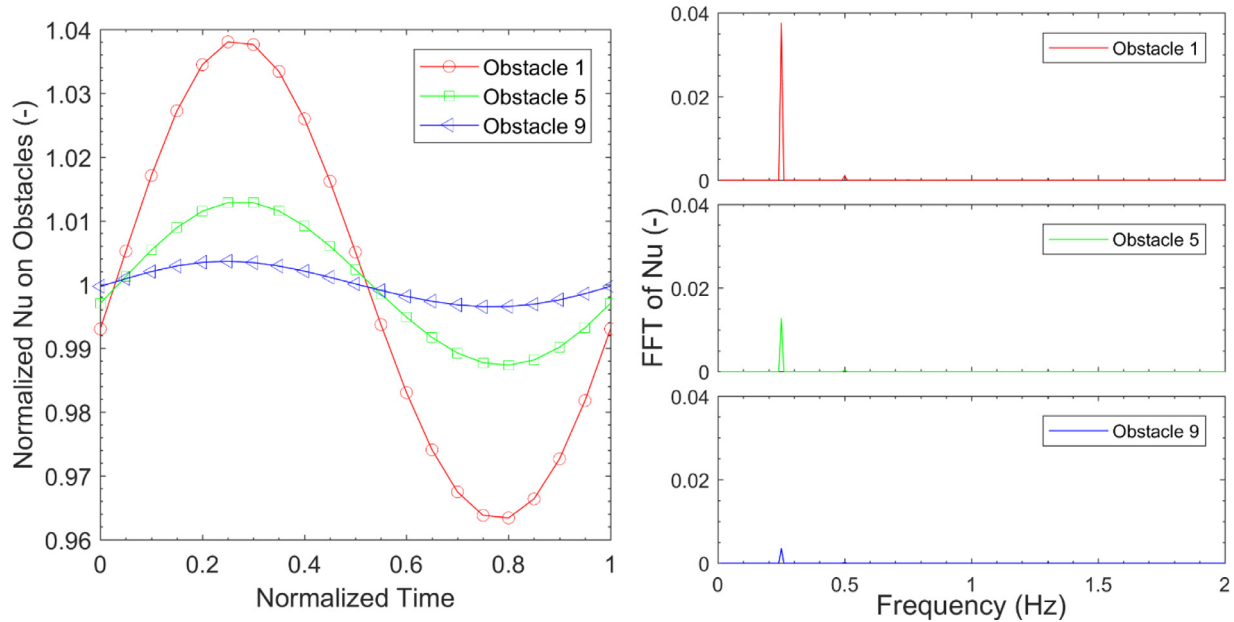 1.04
1.03
1.02
1.01
1
0.99
0.98
0.97
0.96
Normalized Nu on Obstacles (-)
0
0.2
0.4
0.6
0.8
1
Normalized Time
Obstacle 1
Obstacle 5
Obstacle 9
0.04
0.02
0
Obstacle 1
0.04
0.02
0
Obstacle 5
0.04
0.02
0
Obstacle 9
FFT of Nu (-)
0
0.5
1
1.5
2
Frequency (Hz)